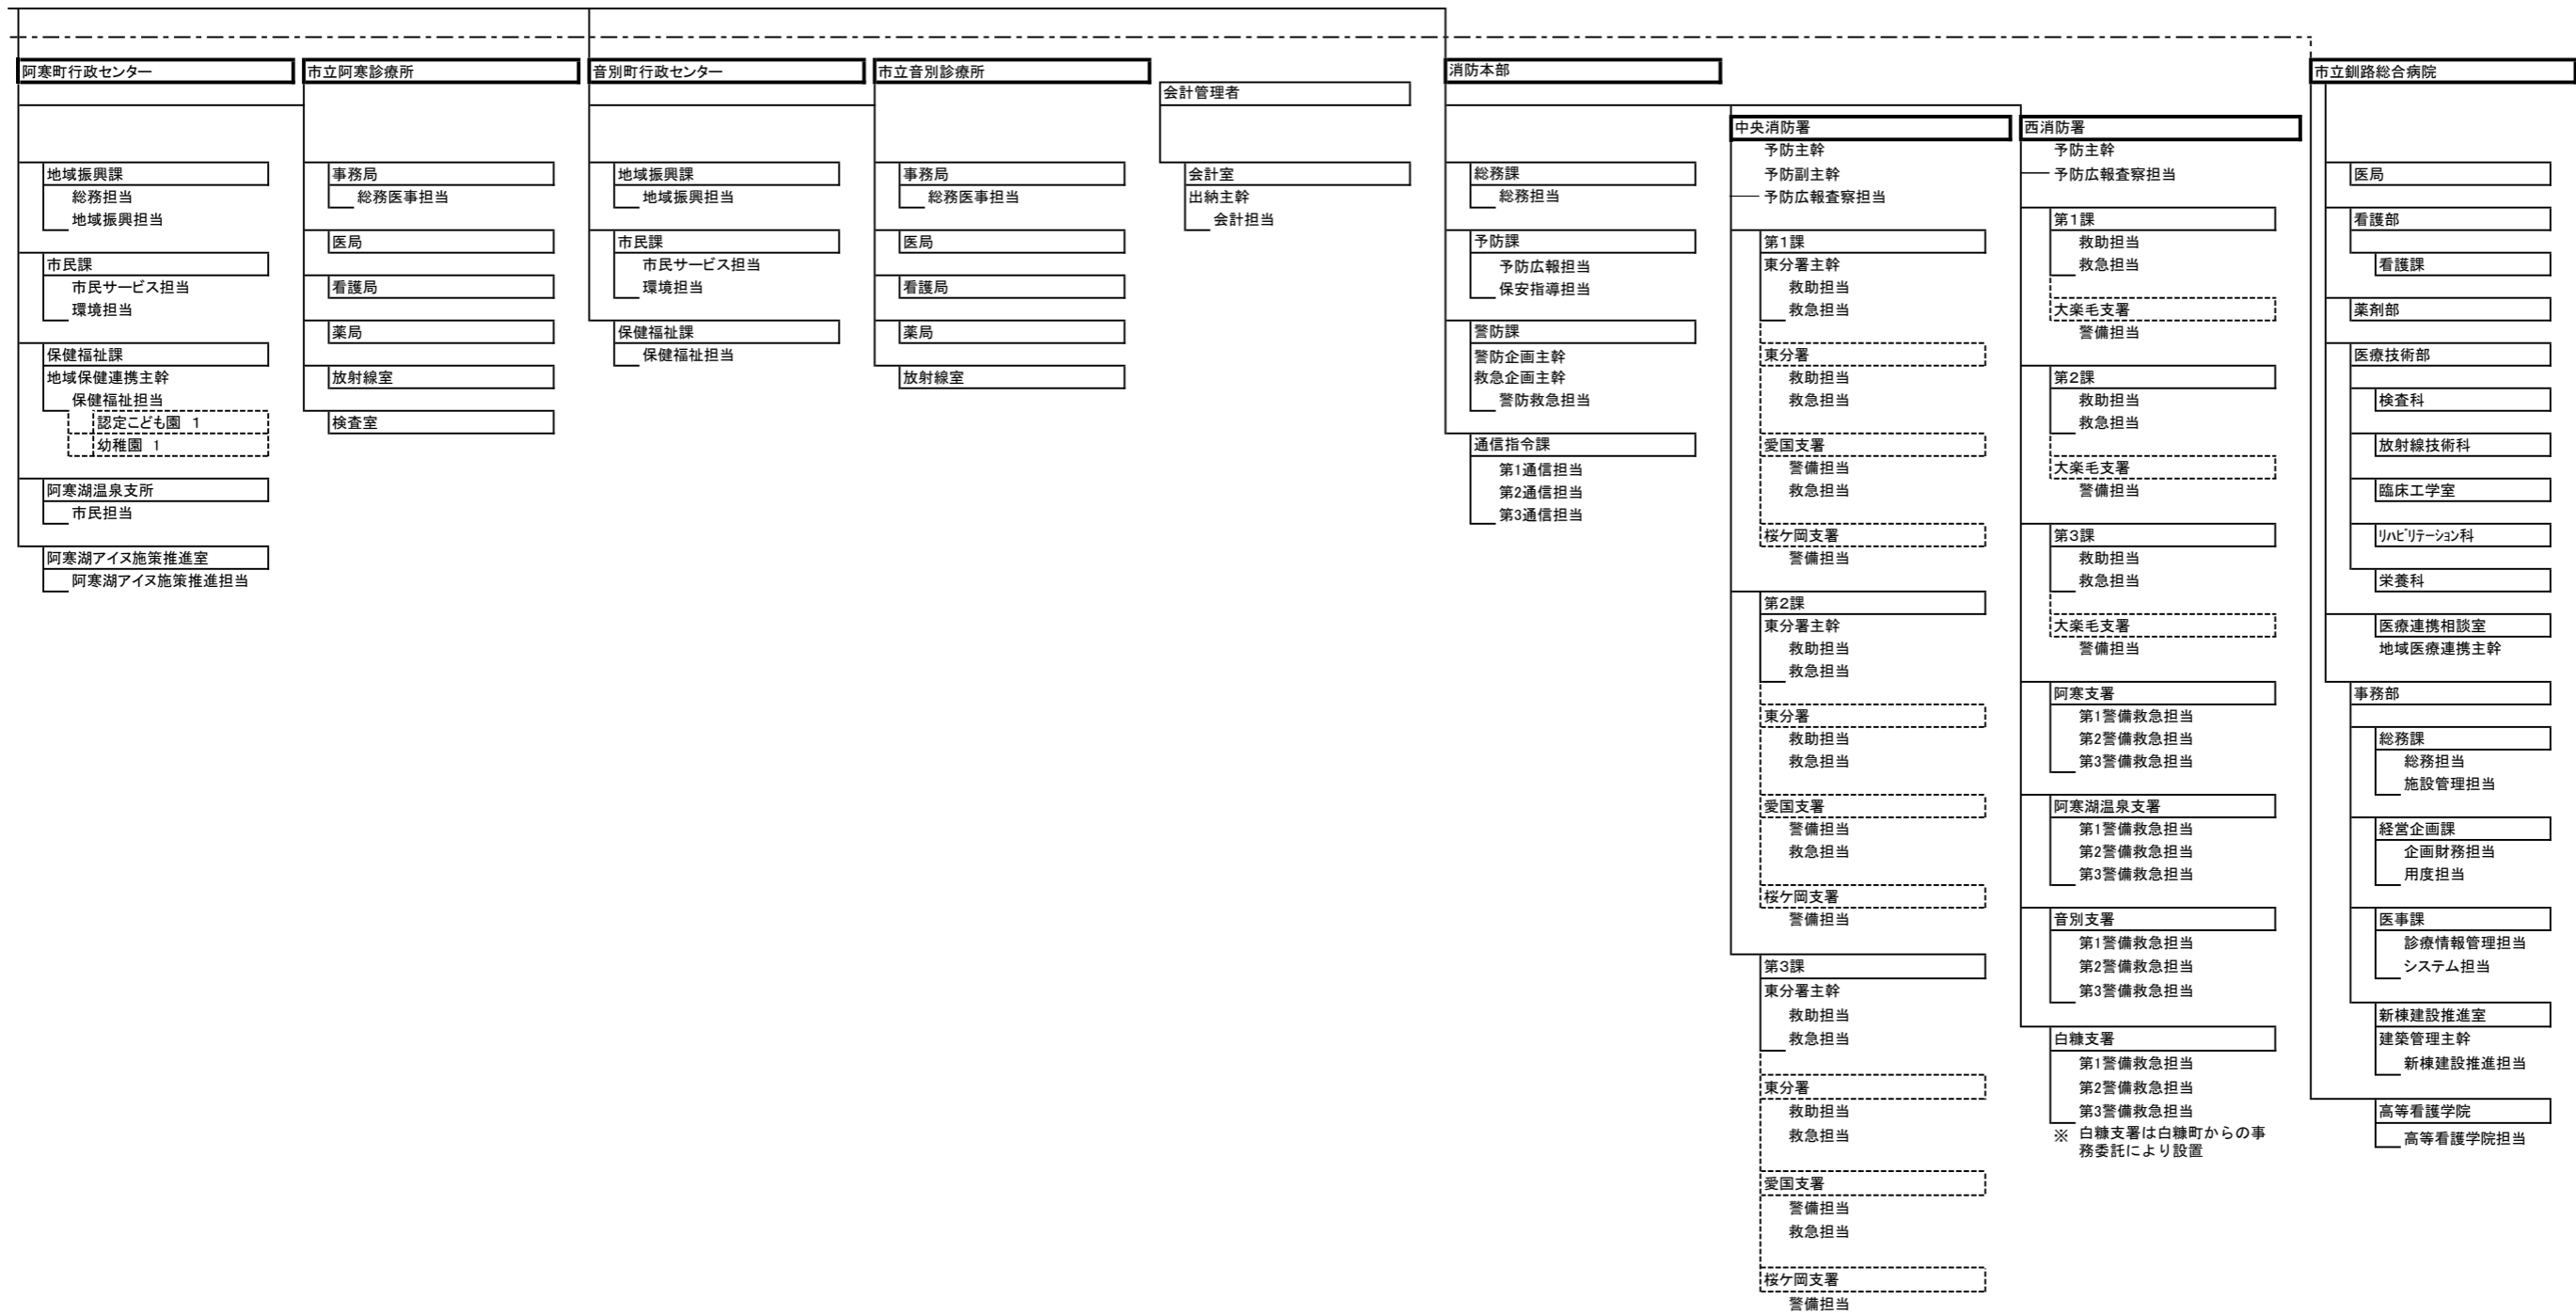 阿寒町行政センター
地域振興課
総務担当
地域振興担当
市民課
市民サービス担当
環境担当
保健福祉課
地域保健連携主幹
保健福祉担当
認定こども園 1
幼稚園 1
阿寒湖温泉支所
市民担当
阿寒湖アイヌ施策推進室
阿寒湖アイヌ施策推進担当
市立阿寒診療所
事務局
総務医事担当
医局
看護局
薬局
放射線室
検査室
音別町行政センター
地域振興課
地域振興担当
市民課
市民サービス担当
環境担当
保健福祉課
保健福祉担当
市立音別診療所
事務局
総務医事担当
医局
看護局
薬局
放射線室
会計管理者
会計室
出納主幹
会計担当
消防本部
総務課
総務担当
予防課
予防広報担当
保安指導担当
警防課
警防企画主幹
救急企画主幹
警防救急担当
通信指令課
第1通信担当
第2通信担当
第3通信担当
中央消防署
予防主幹
予防副主幹
予防広報査察担当
第1課
東分署主幹
救助担当
救急担当
東分署
救助担当
救急担当
愛国支署
警備担当
救急担当
桜ケ岡支署
警備担当
第2課
東分署主幹
救助担当
救急担当
東分署
救助担当
救急担当
愛国支署
警備担当
救急担当
桜ケ岡支署
警備担当
第3課
東分署主幹
救助担当
救急担当
東分署
救助担当
救急担当
愛国支署
警備担当
救急担当
桜ケ岡支署
警備担当
西消防署
予防主幹
予防広報査察担当
第1課
救助担当
救急担当
大楽毛支署
警備担当
第2課
救助担当
救急担当
大楽毛支署
警備担当
第3課
救助担当
救急担当
大楽毛支署
警備担当
阿寒支署
第1警備救急担当
第2警備救急担当
第3警備救急担当
阿寒湖温泉支署
第1警備救急担当
第2警備救急担当
第3警備救急担当
音別支署
第1警備救急担当
第2警備救急担当
第3警備救急担当
白糠支署
第1警備救急担当
第2警備救急担当
第3警備救急担当
※ 白糠支署は白糠町からの事
務委託により設置
市立釧路総合病院
医局
看護部
看護課
薬剤部
医療技術部
検査科
放射線技術科
臨床工学室
ﾘﾊﾋﾞﾘﾃｰｼｮﾝ科
栄養科
医療連携相談室
地域医療連携主幹
事務部
総務課
総務担当
施設管理担当
経営企画課
企画財務担当
用度担当
医事課
診療情報管理担当
システム担当
新棟建設推進室
建築管理主幹
新棟建設推進担当
高等看護学院
高等看護学院担当